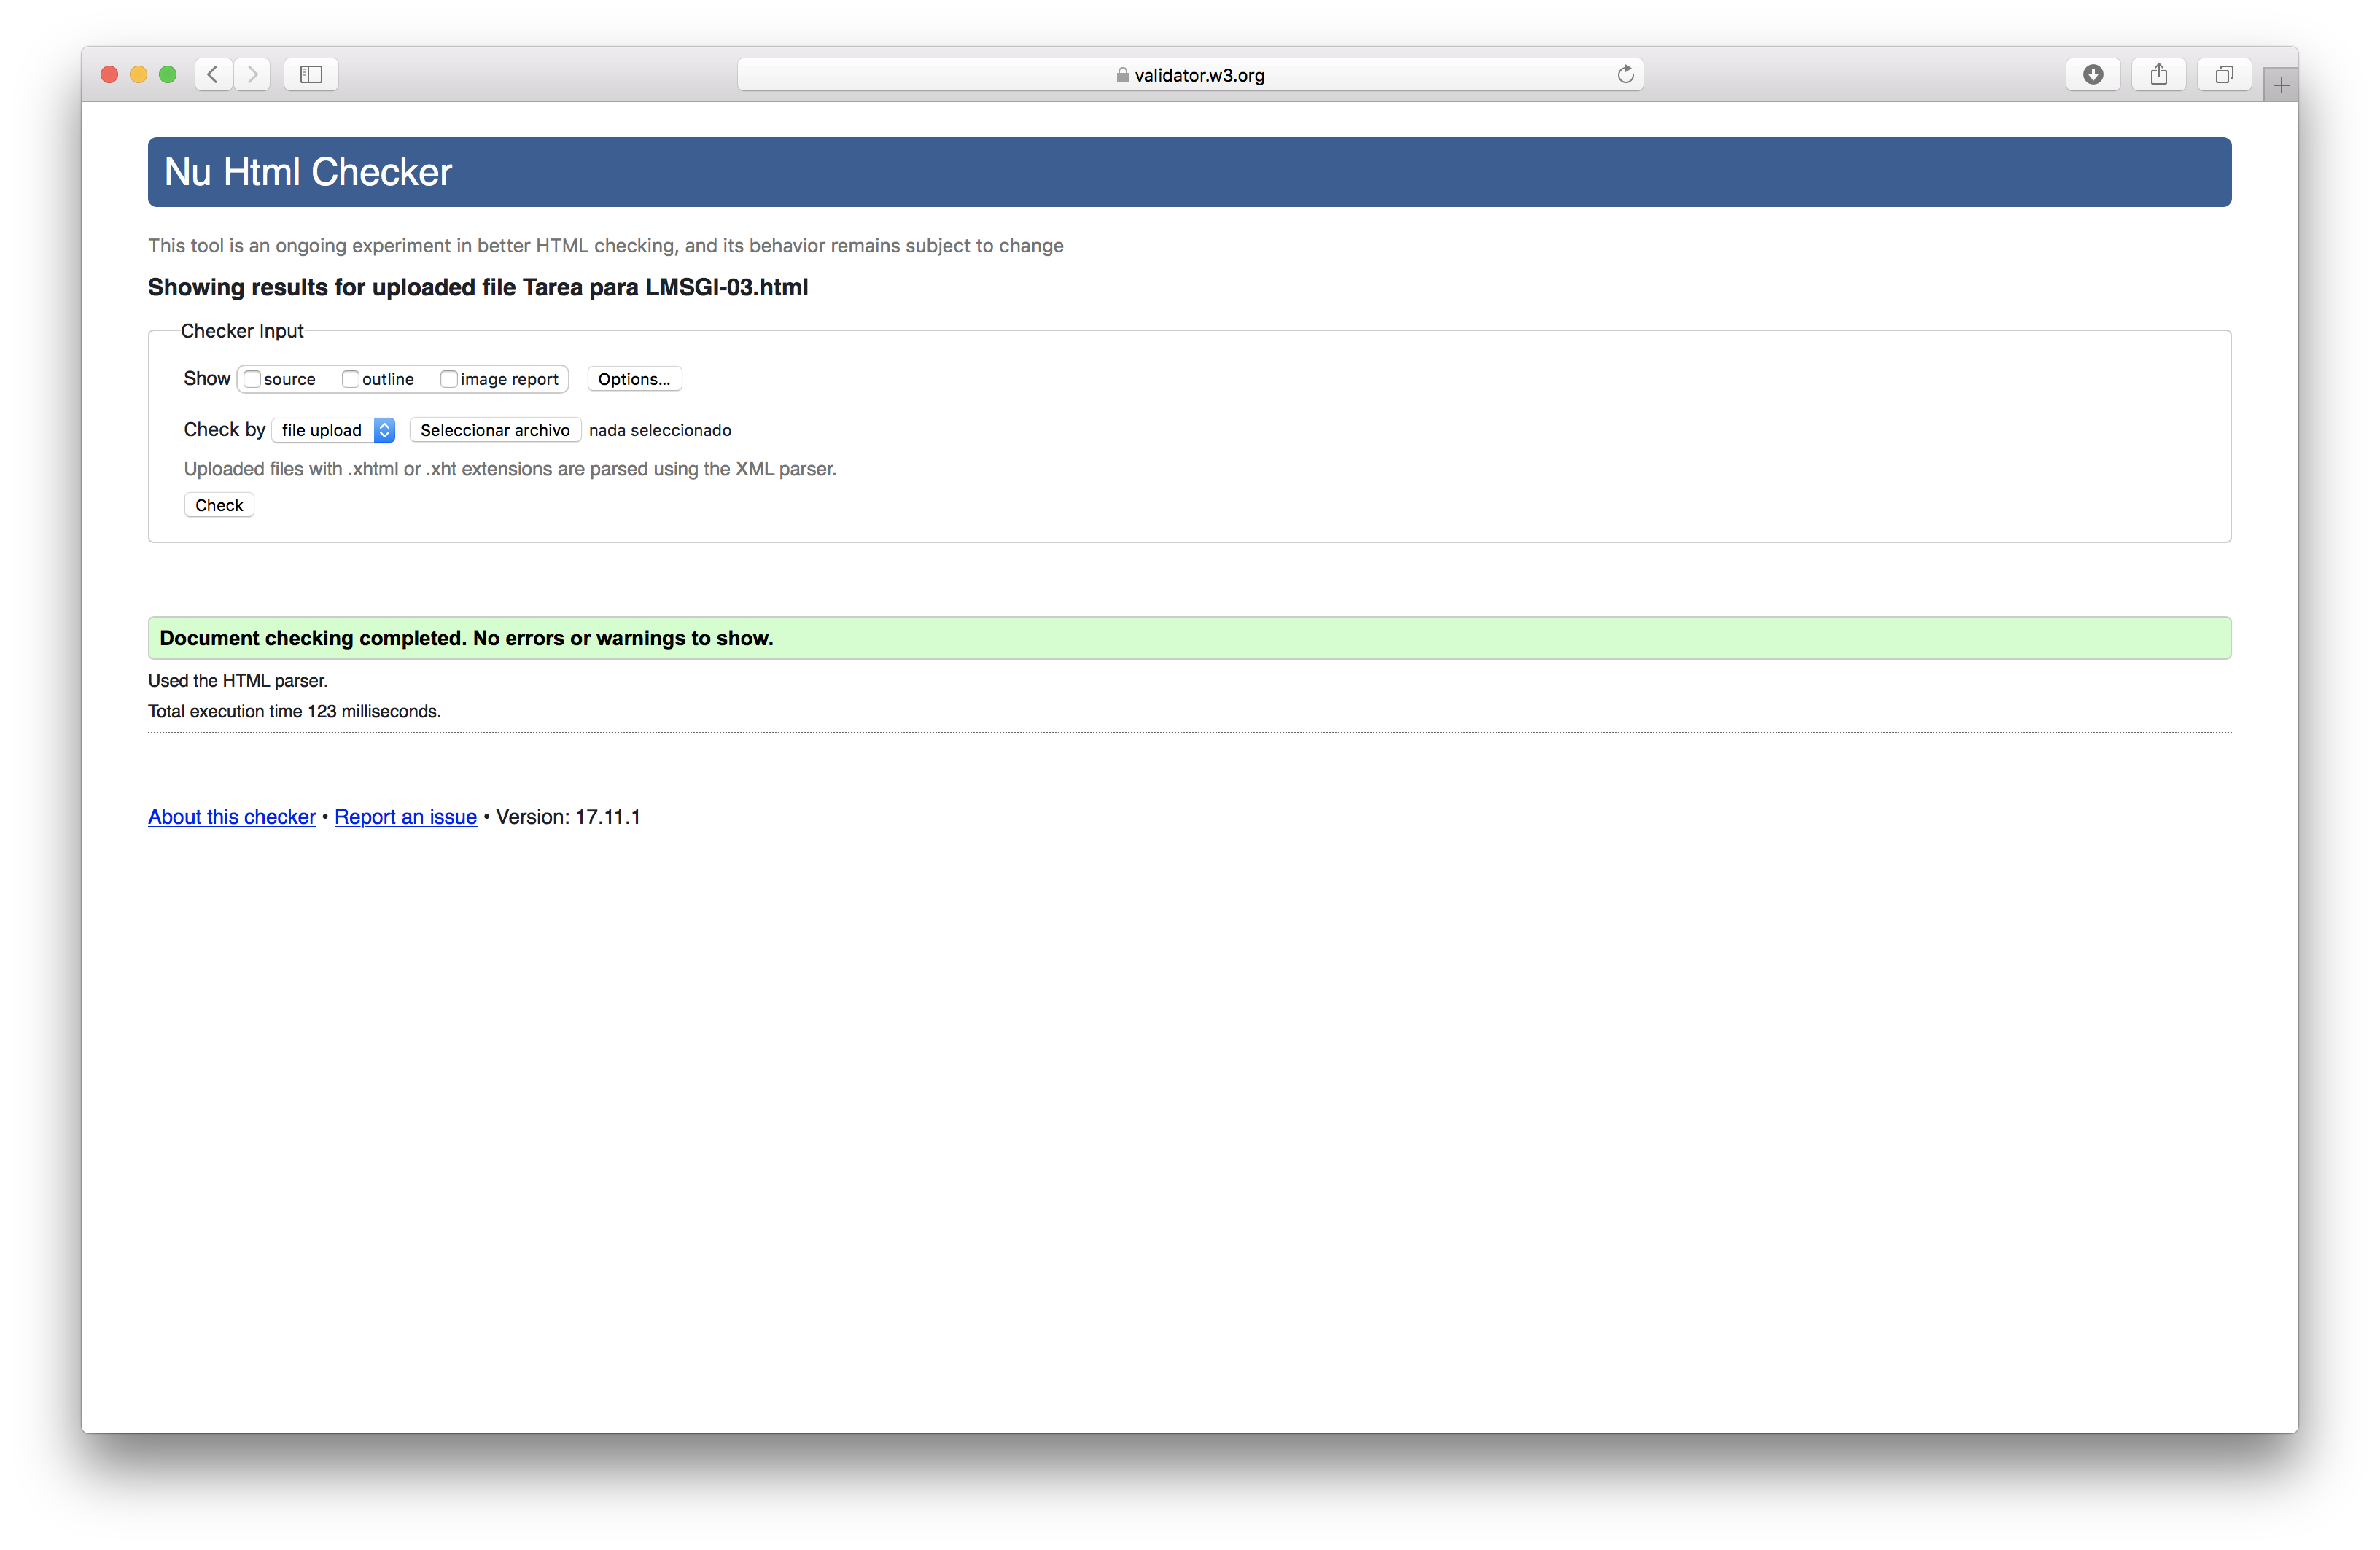 validator.w3.org
Nu Html Checker
This tool is an ongoing experiment in better HTML checking, and its behavior remains subject to change
Showing results for uploaded file Tarea para LMSGI-03.html
Checker Input
Show source outline image report Options...
Check by file upload Seleccionar archivo nada seleccionado
Uploaded files with .xhtml or .xht extensions are parsed using the XML parser.
Check
Document checking completed. No errors or warnings to show.
Used the HTML parser.
Total execution time 123 milliseconds.
About this checker • Report an issue • Version: 17.11.1